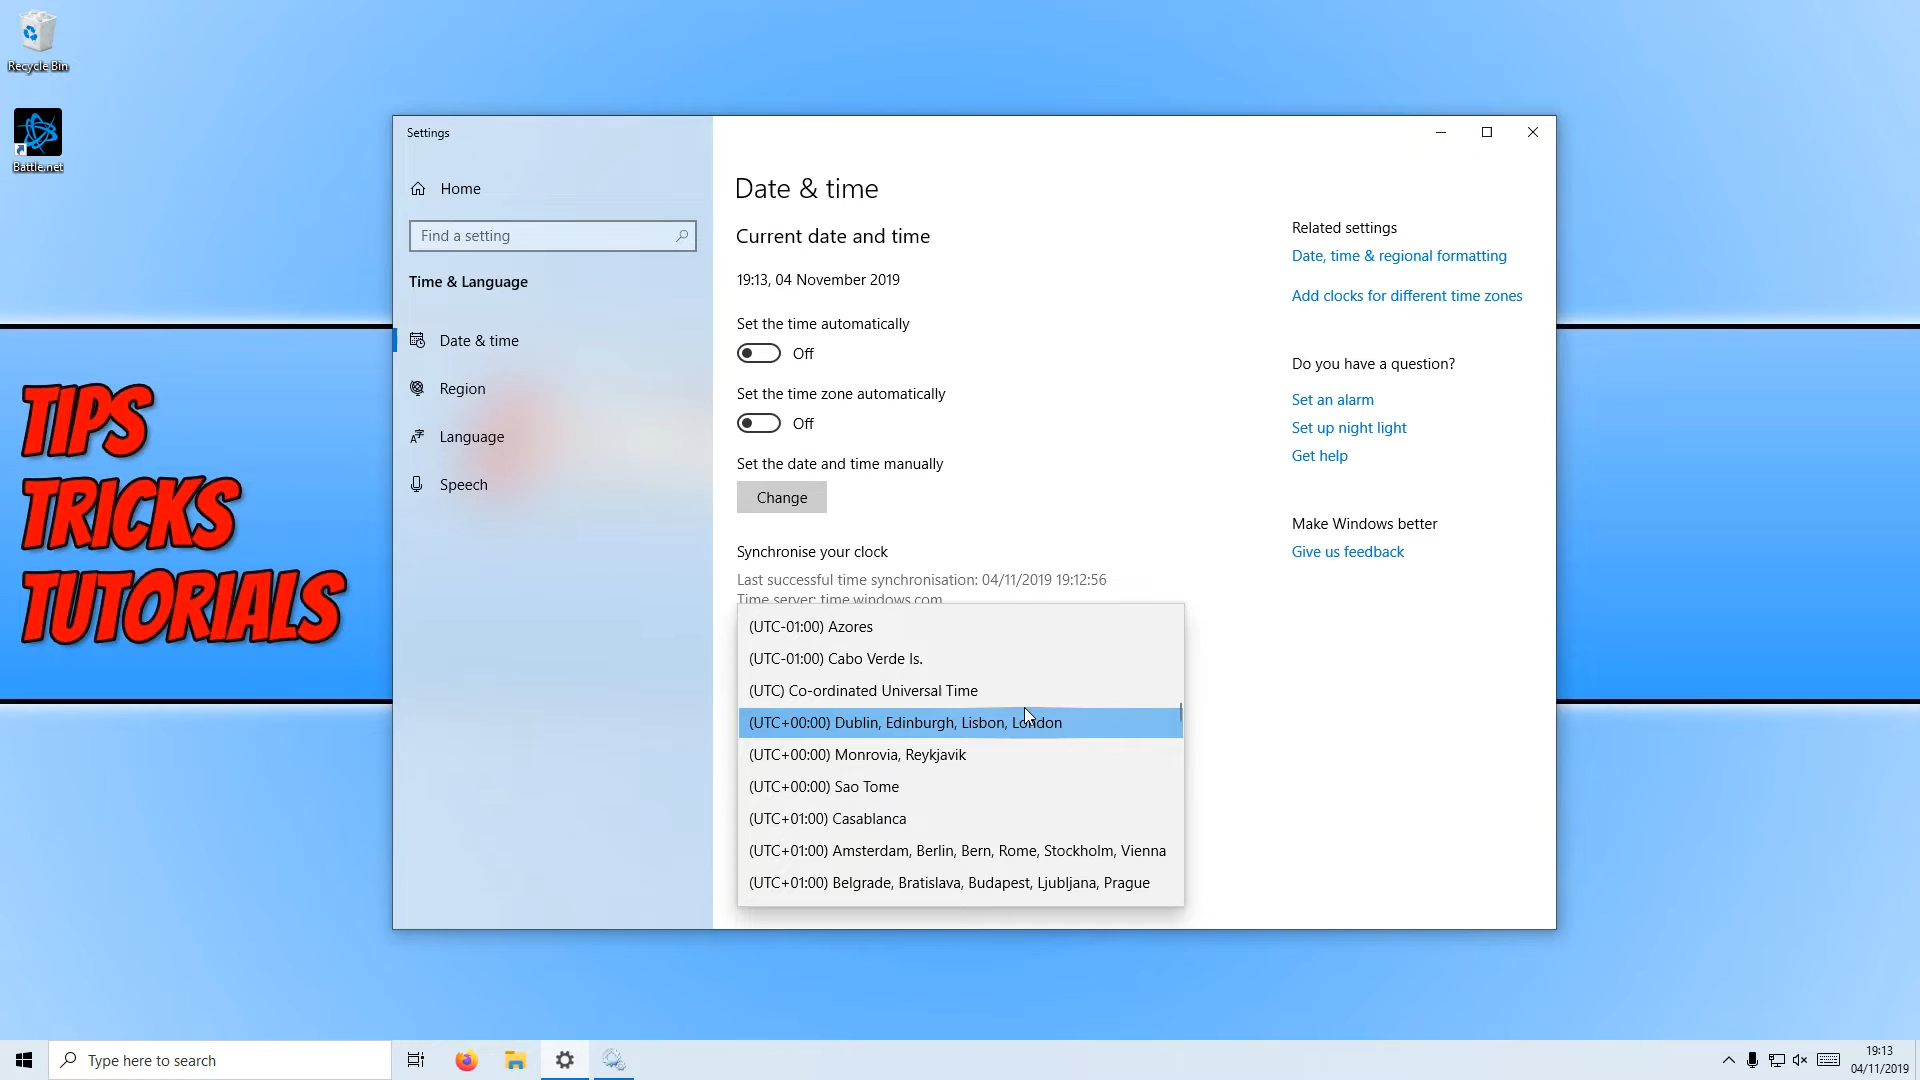 Recycle Bin
Battle.net
TIPS
TRICKS
TUTORIALS
Settings
Home
Find a setting
Time & Language
Date & time
Region
Language
Speech
Date & time
Current date and time
19:13, 04 November 2019
Set the time automatically
Off
Set the time zone automatically
Off
Set the date and time manually
Change
Synchronise your clock
Last successful time synchronisation: 04/11/2019 19:12:56
Time server: time.windows.com
(UTC-01:00) Azores
(UTC-01:00) Cabo Verde Is.
(UTC) Co-ordinated Universal Time
(UTC+00:00) Dublin, Edinburgh, Lisbon, London
(UTC+00:00) Monrovia, Reykjavik
(UTC+00:00) Sao Tome
(UTC+01:00) Casablanca
(UTC+01:00) Amsterdam, Berlin, Bern, Rome, Stockholm, Vienna
(UTC+01:00) Belgrade, Bratislava, Budapest, Ljubljana, Prague
Related settings
Date, time & regional formatting
Add clocks for different time zones
Do you have a question?
Set an alarm
Set up night light
Get help
Make Windows better
Give us feedback
Type here to search
19:13
04/11/2019